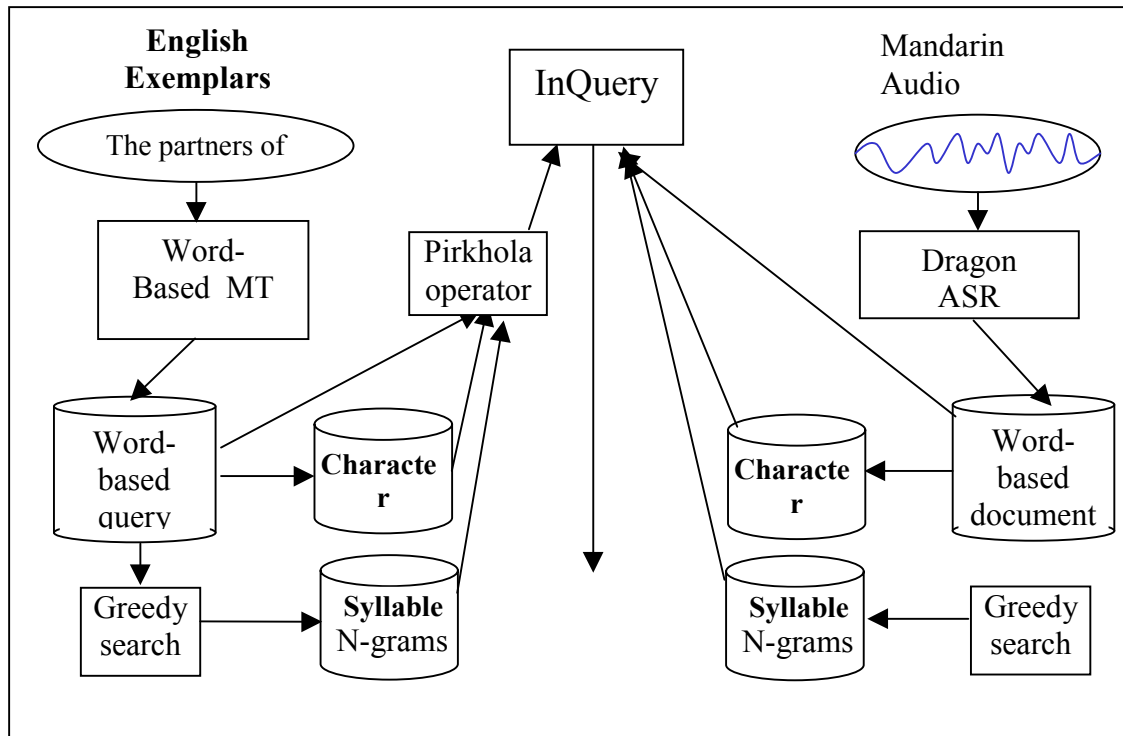 English
Exemplars
The partners of
Word-
Based MT
Word-
based
query
Greedy
search
Character
Syllable
N-grams
Pirkhola
operator
InQuery
Mandarin
Audio
Dragon
ASR
Word-
based
document
Characte
r
Syllable
N-grams
Greedy
search